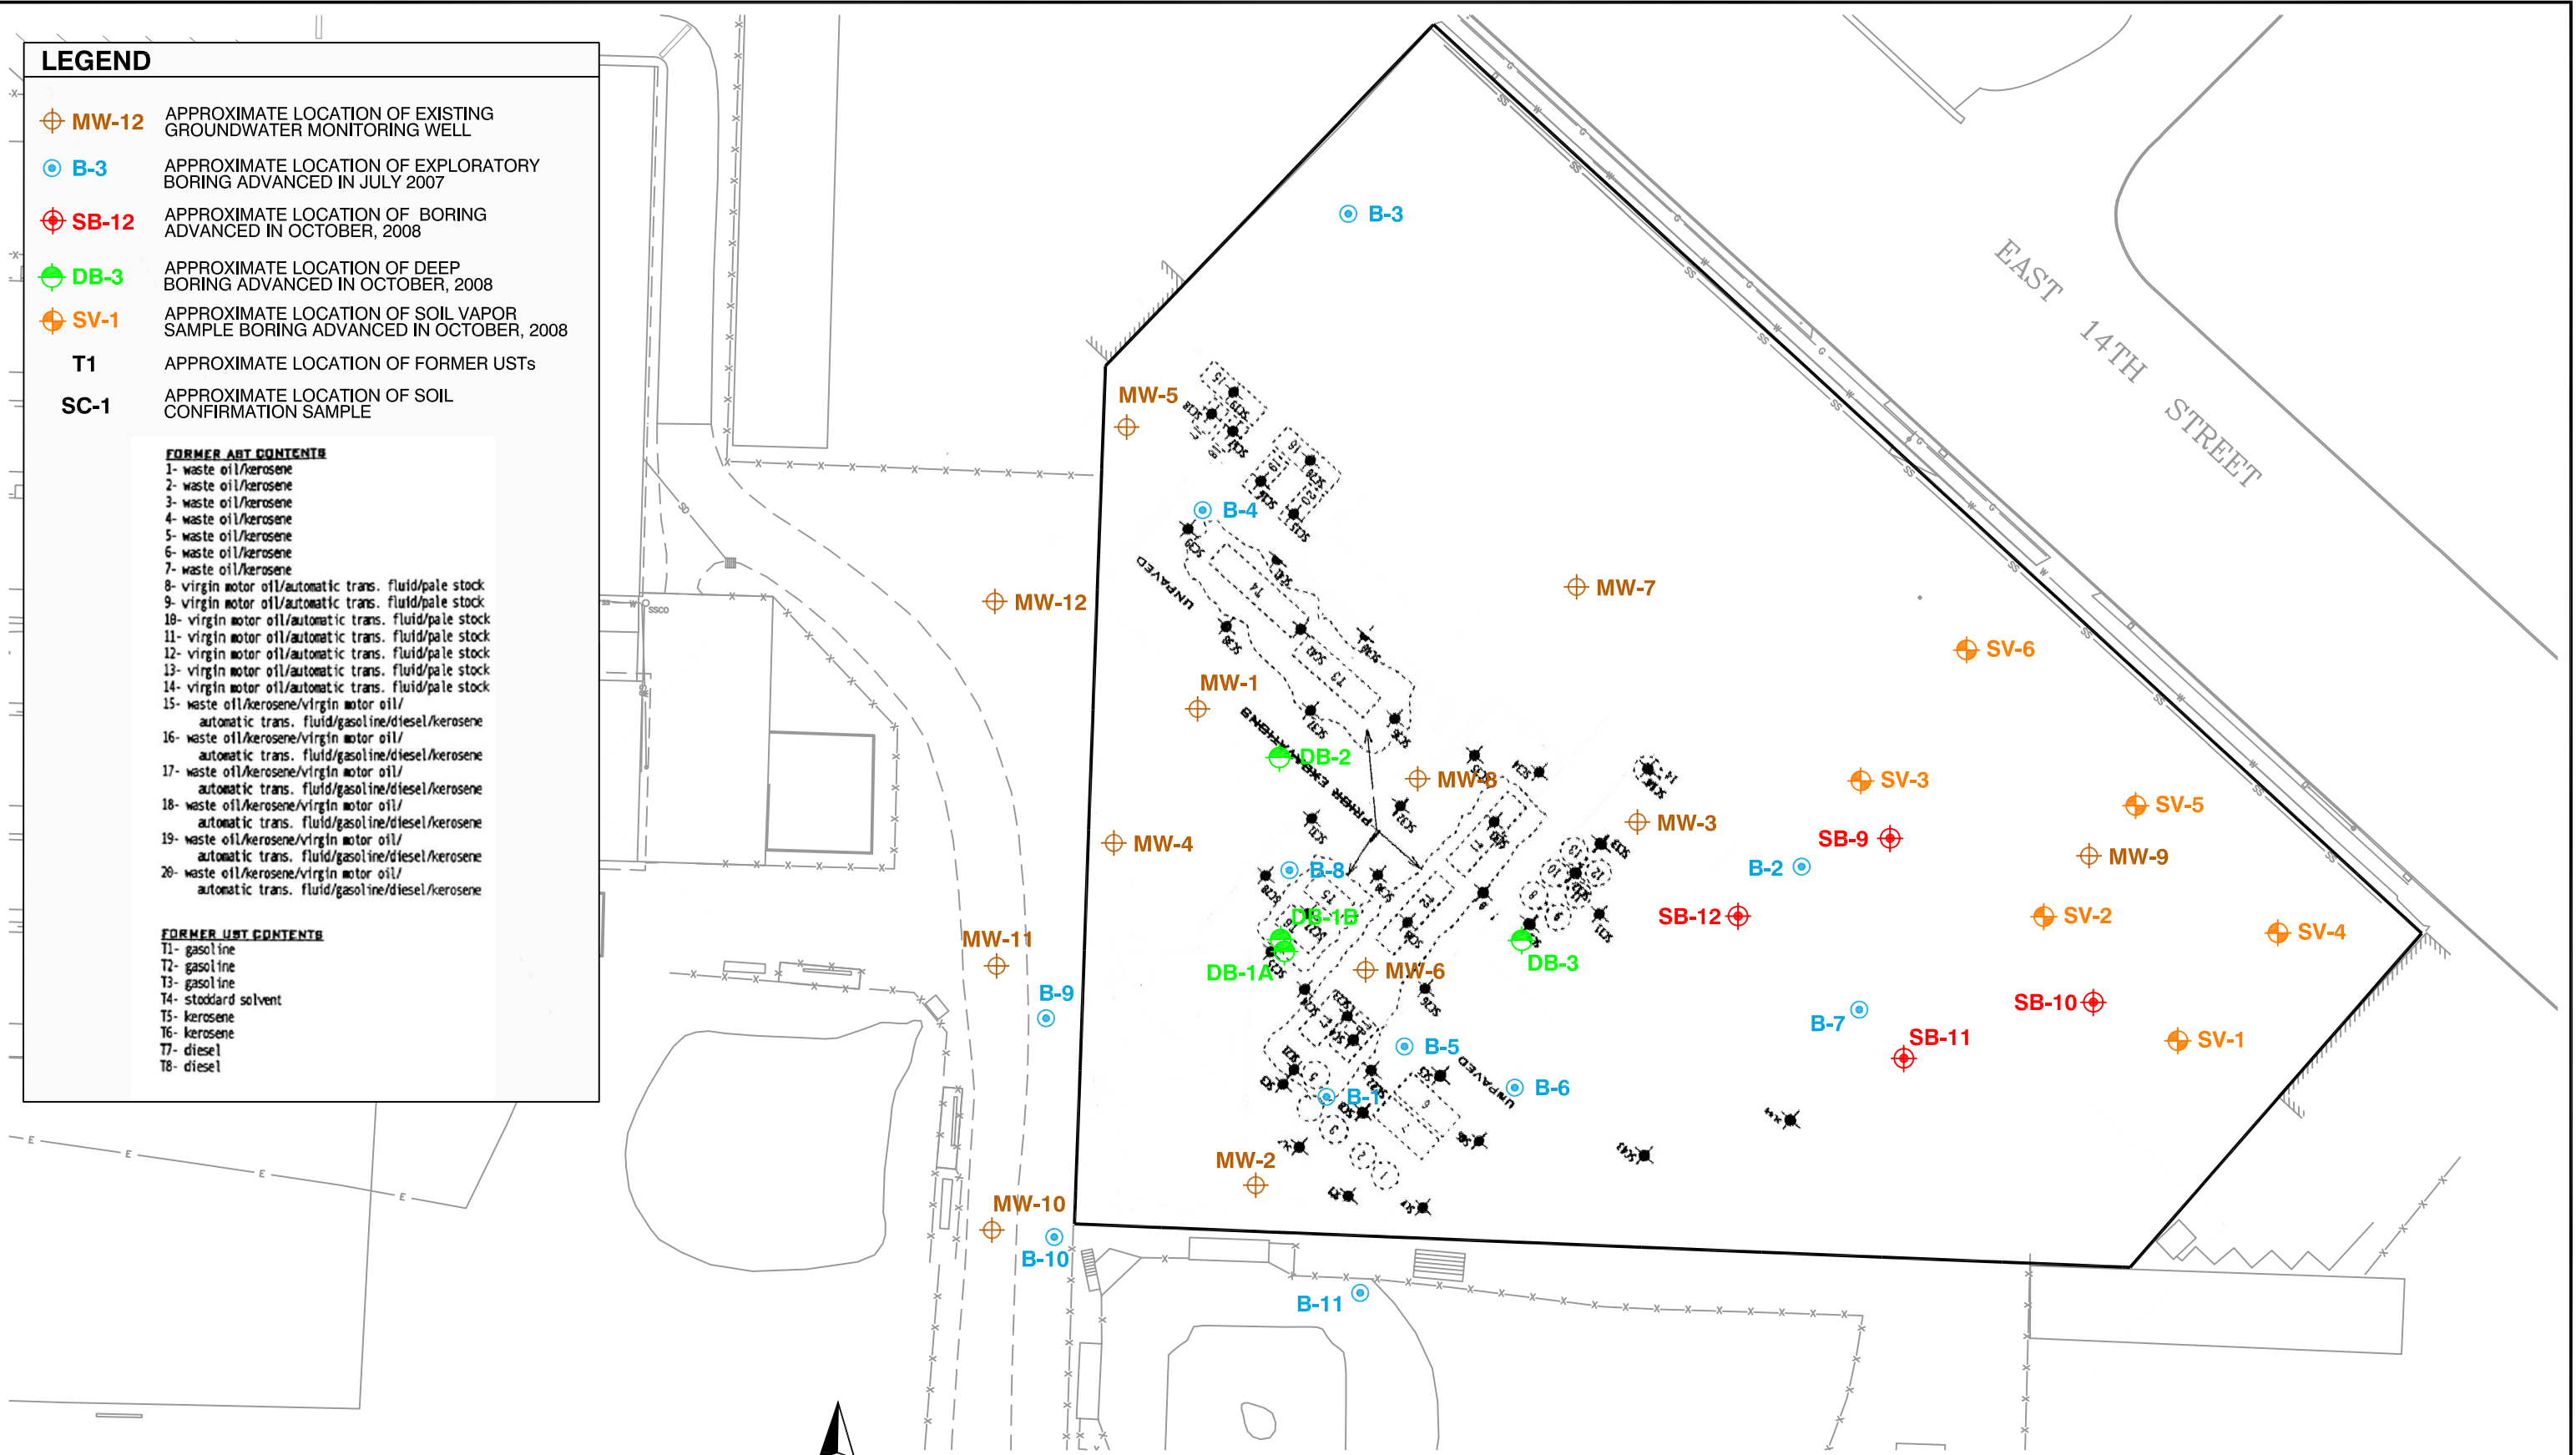 LEGEND
MW-12 APPROXIMATE LOCATION OF EXISTING
GROUNDWATER MONITORING WELL
B-3 APPROXIMATE LOCATION OF EXPLORATORY
BORING ADVANCED IN JULY 2007
SB-12 APPROXIMATE LOCATION OF BORING
ADVANCED IN OCTOBER, 2008
DB-3 APPROXIMATE LOCATION OF DEEP
BORING ADVANCED IN OCTOBER, 2008
SV-1 APPROXIMATE LOCATION OF SOIL VAPOR
SAMPLE BORING ADVANCED IN OCTOBER, 2008
T1 APPROXIMATE LOCATION OF FORMER USTs
SC-1 APPROXIMATE LOCATION OF SOIL
CONFIRMATION SAMPLE
FORMER AST CONTENTS
1- waste oil/kerosene
2- waste oil/kerosene
3- waste oil/kerosene
4- waste oil/kerosene
5- waste oil/kerosene
6- waste oil/kerosene
7- waste oil/kerosene
8- virgin motor oil/automatic trans. fluid/pale stock
9- virgin motor oil/automatic trans. fluid/pale stock
10- virgin motor oil/automatic trans. fluid/pale stock
11- virgin motor oil/automatic trans. fluid/pale stock
12- virgin motor oil/automatic trans. fluid/pale stock
13- virgin motor oil/automatic trans. fluid/pale stock
14- virgin motor oil/automatic trans. fluid/pale stock
15- waste oil/kerosene/virgin motor oil/
automatic trans. fluid/gasoline/diesel/kerosene
16- waste oil/kerosene/virgin motor oil/
automatic trans. fluid/gasoline/diesel/kerosene
17- waste oil/kerosene/virgin motor oil/
automatic trans. fluid/gasoline/diesel/kerosene
18- waste oil/kerosene/virgin motor oil/
automatic trans. fluid/gasoline/diesel/kerosene
19- waste oil/kerosene/virgin motor oil/
automatic trans. fluid/gasoline/diesel/kerosene
20- waste oil/kerosene/virgin motor oil/
automatic trans. fluid/gasoline/diesel/kerosene
FORMER UST CONTENTS
T1- gasoline
T2- gasoline
T3- gasoline
T4- stoddard solvent
T5- kerosene
T6- kerosene
T7- diesel
T8- diesel
EAST 14TH STREET
B-3
MW-5
B-4
UNPAVED
T4
MW-7
MW-12
SSCO
SD
SV-6
T3
MW-1
DB-2
MW-8
SV-3
SV-5
MW-3
MW-4
SB-9
MW-9
B-2
B-8
T1
T5
T2
DB-1B
SB-12
SV-2
SV-4
MW-11
DB-1A
MW-6
DB-3
B-9
SB-10
B-7
SB-11
SV-1
B-5
UNPAVED
B-6
B-1
SC43
MW-2
MW-10
B-10
B-11